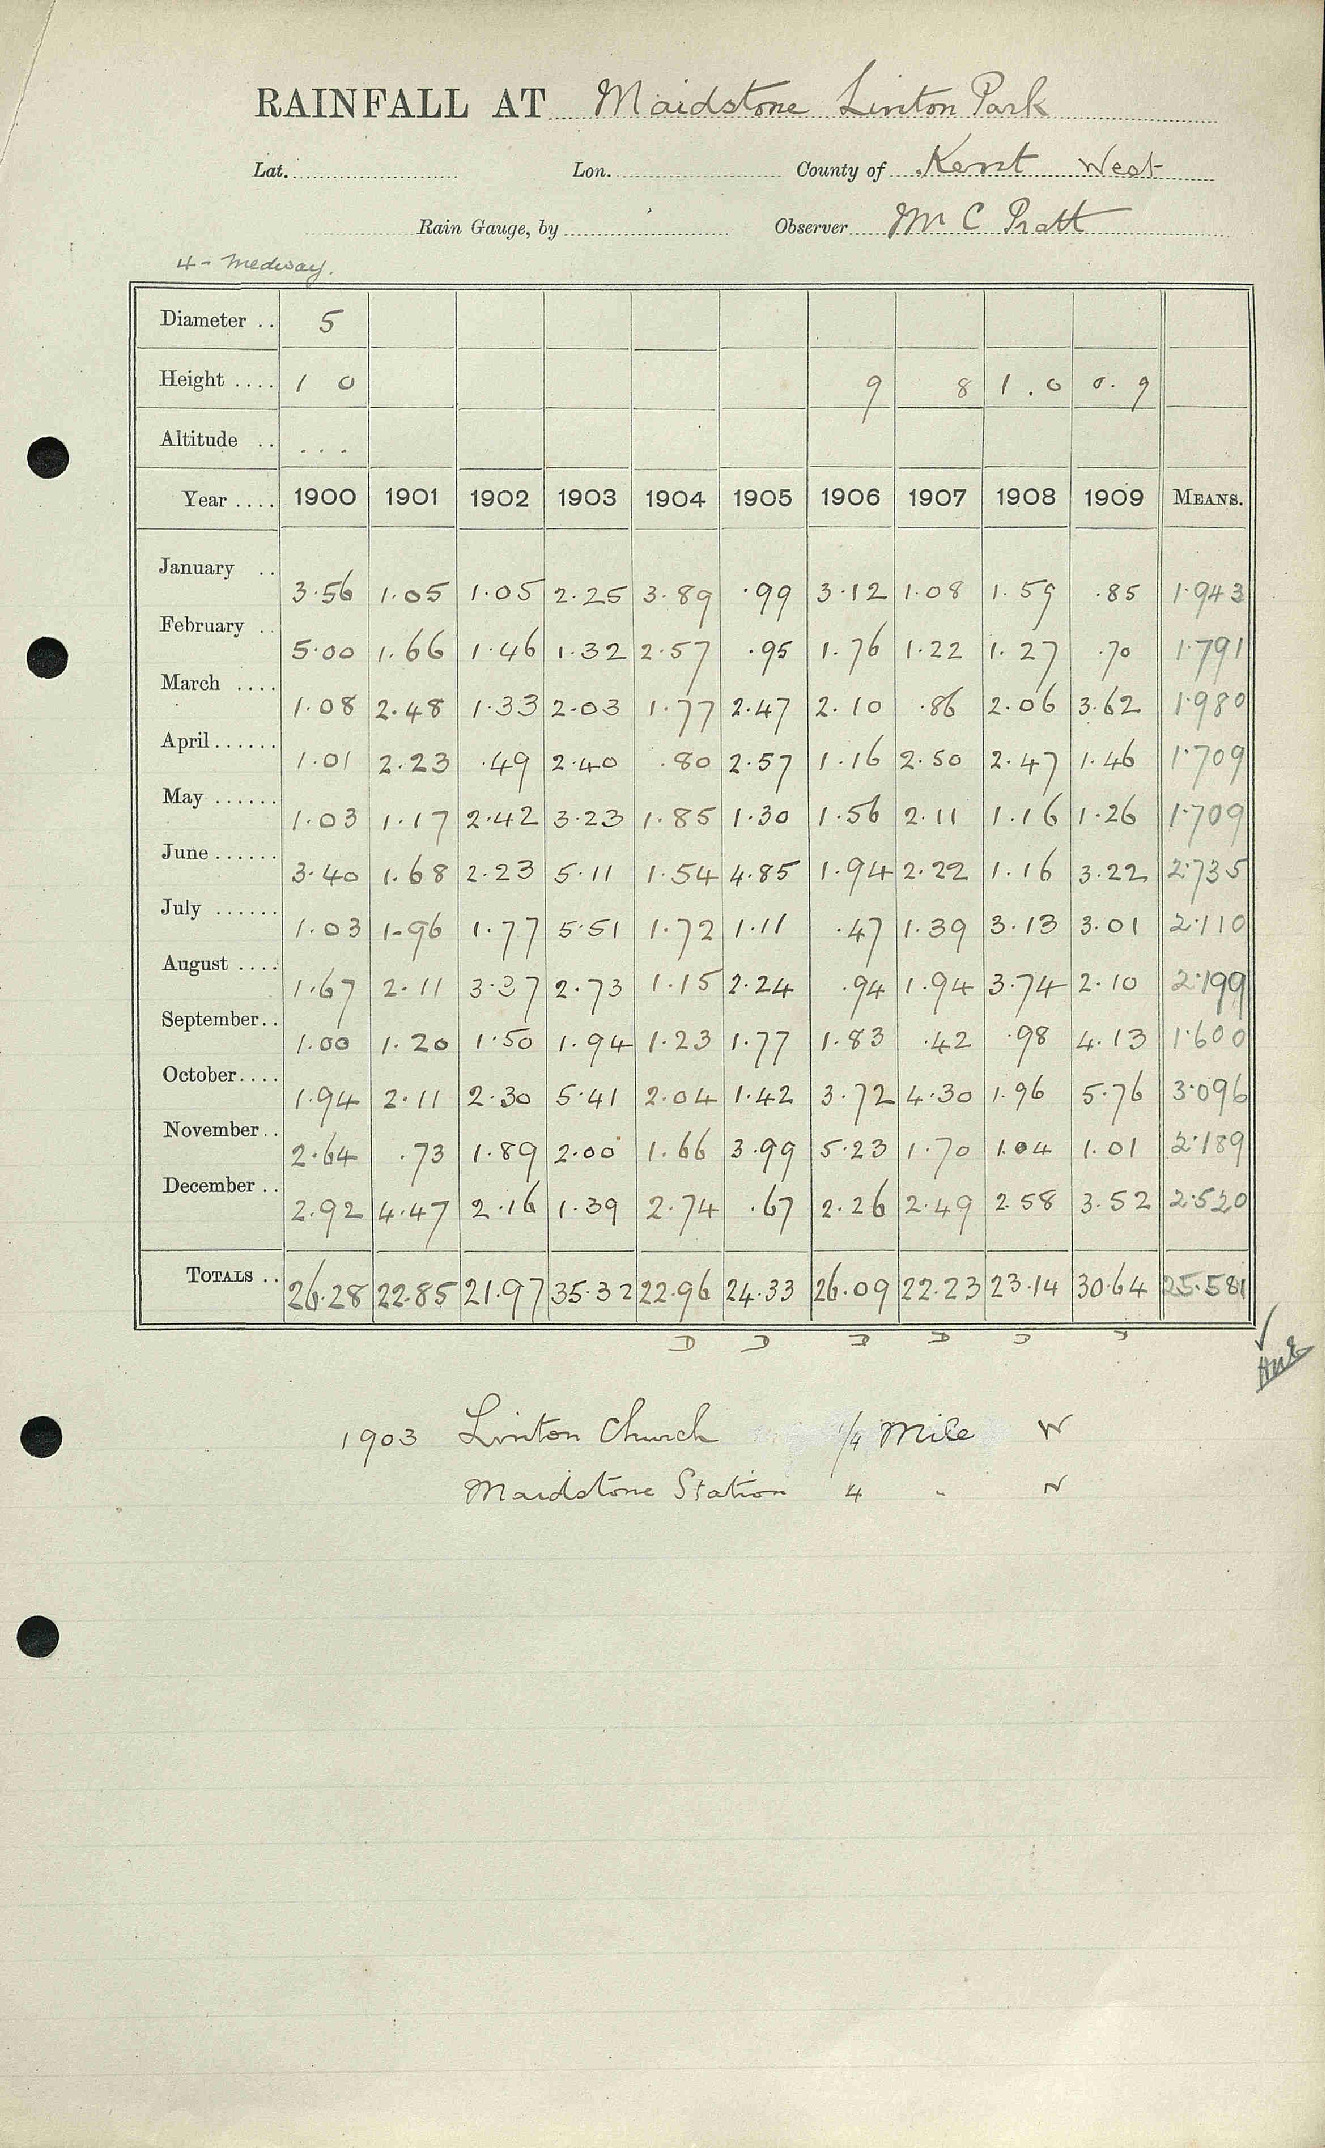 RAINFALL AT Maidstone Linton Park
Lat. Lon. County of Kent West
Rain Gauge, by Observer Mr C Pratt
4 - Medway.
Diameter .. 5
Height .... 1 0 9 8 1.0 0.9
Altitude .. ...
Year .... 1900 1901 1902 1903 1904 1905 1906 1907 1908 1909 MEANS.
January .. 3.56 1.05 1.05 2.25 3.89 .99 3.12 1.08 1.59 .85 1.943
February .. 5.00 1.66 1.46 1.32 2.57 .95 1.76 1.22 1.27 .70 1.791
March .... 1.08 2.48 1.33 2.03 1.77 2.47 2.10 .86 2.06 3.62 1.980
April...... 1.01 2.23 .49 2.40 .80 2.57 1.16 2.50 2.47 1.46 1.709
May ...... 1.03 1.17 2.42 3.23 1.85 1.30 1.56 2.11 1.16 1.26 1.709
June...... 3.40 1.68 2.23 5.11 1.54 4.85 1.94 2.22 1.16 3.22 2.735
July ...... 1.03 1.96 1.77 5.51 1.72 1.11 .47 1.39 3.13 3.01 2.110
August .... 1.67 2.11 3.37 2.73 1.15 2.24 .94 1.94 3.74 2.10 2.199
September.. 1.00 1.20 1.50 1.94 1.23 1.77 1.83 .42 .98 4.13 1.600
October.... 1.94 2.11 2.30 5.41 2.04 1.42 3.72 4.30 1.96 5.76 3.096
November.. 2.64 .73 1.89 2.00 1.66 3.99 5.23 1.70 1.04 1.01 2.189
December .. 2.92 4.47 2.16 1.39 2.74 .67 2.26 2.49 2.58 3.52 2.520
TOTALS .. 26.28 22.85 21.97 35.32 22.96 24.33 26.09 22.23 23.14 30.64 25.581
1903 Linton Church 1/4 Mile W
Maidstone Station 4 " N